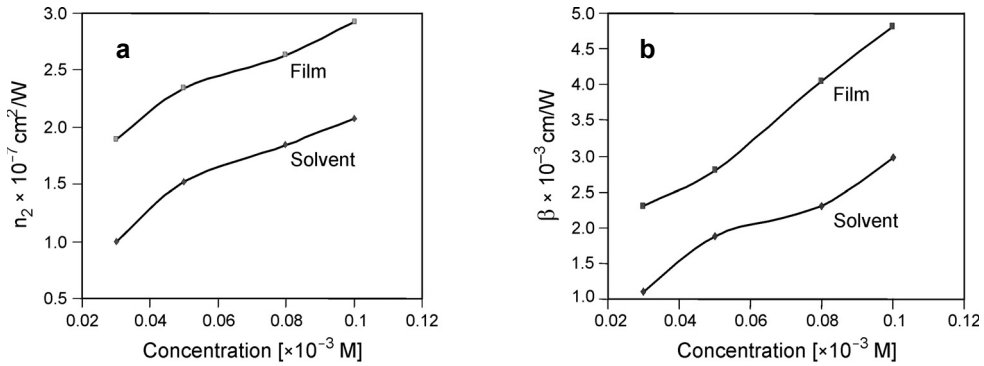 a
3.0
2.5
2.0
1.5
1.0
0.5
0.02
0.04
0.06
0.08
0.1
0.12
n₂ × 10⁻⁷ cm²/W
Concentration [×10⁻³ M]
Film
Solvent
b
5.0
4.5
4.0
3.5
3.0
2.5
2.0
1.5
1.0
0.02
0.04
0.06
0.08
0.1
0.12
β × 10⁻³ cm/W
Concentration [×10⁻³ M]
Film
Solvent